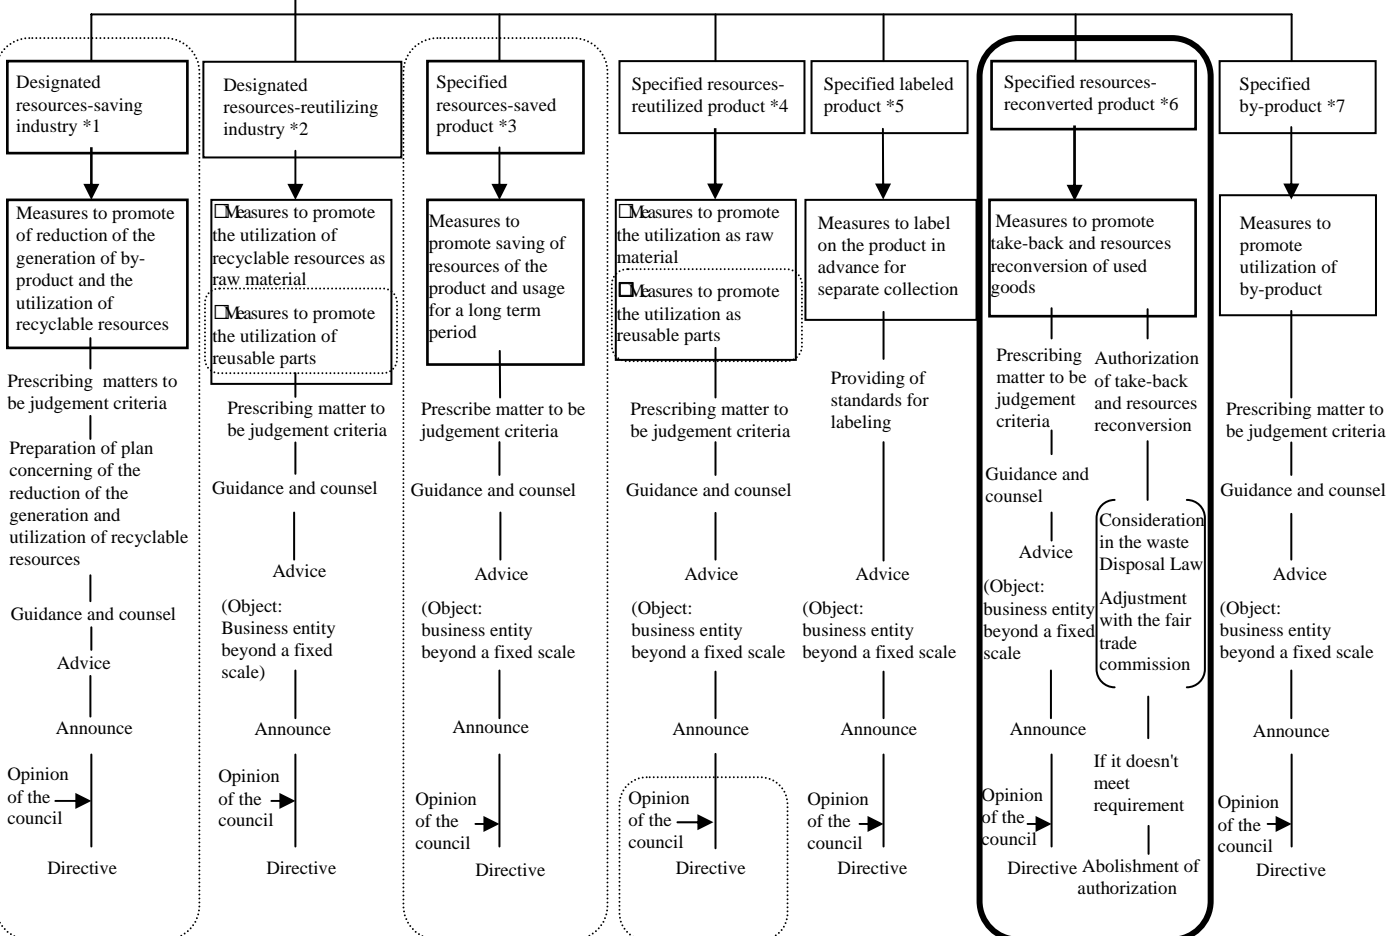 Designated
resources-saving
industry *1
Measures to promote
of reduction of the
generation of by-
product and the
utilization of
recyclable resources
Prescribing matters to
be judgement criteria
Preparation of plan
concerning of the
reduction of the
generation and
utilization of recyclable
resources
Guidance and counsel
Advice
Announce
Opinion
of the
council
Directive
Designated
resources-reutilizing
industry *2
□Measures to promote
the utilization of
recyclable resources as
raw material
□Measures to promote
the utilization of
reusable parts
Prescribing matter to
be judgement criteria
Guidance and counsel
Advice
(Object:
Business entity
beyond a fixed
scale)
Announce
Opinion
of the
council
Directive
Specified
resources-saved
product *3
Measures to
promote saving of
resources of the
product and usage
for a long term
period
Prescribe matter to be
judgement criteria
Guidance and counsel
Advice
(Object:
business entity
beyond a fixed scale
Announce
Opinion
of the
council
Directive
Specified resources-
reutilized product *4
□Measures to promote
the utilization as raw
material
□Measures to promote
the utilization as
reusable parts
Prescribing matter to
be judgement criteria
Guidance and counsel
Advice
(Object:
business entity
beyond a fixed scale
Announce
Opinion
of the
council
Directive
Specified labeled
product *5
Measures to label
on the product in
advance for
separate collection
Providing of
standards for
labeling
Advice
(Object:
business entity
beyond a fixed scale
Announce
Opinion
of the
council
Directive
Specified resources-
reconverted product *6
Measures to promote
take-back and resources
reconversion of used
goods
Prescribing
matter to be
judgement
criteria
Guidance and
counsel
Advice
(Object:
business entity
beyond a fixed
scale
Announce
Opinion
of the
council
Directive
Authorization
of take-back
and resources
reconversion
Consideration
in the waste
Disposal Law
Adjustment
with the fair
trade
commission
If it doesn't
meet
requirement
Abolishment of
authorization
Specified
by-product *7
Measures to
promote
utilization of
by-product
Prescribing matter to
be judgement criteria
Guidance and counsel
Advice
(Object:
business entity
beyond a fixed scale
Announce
Opinion
of the
council
Directive